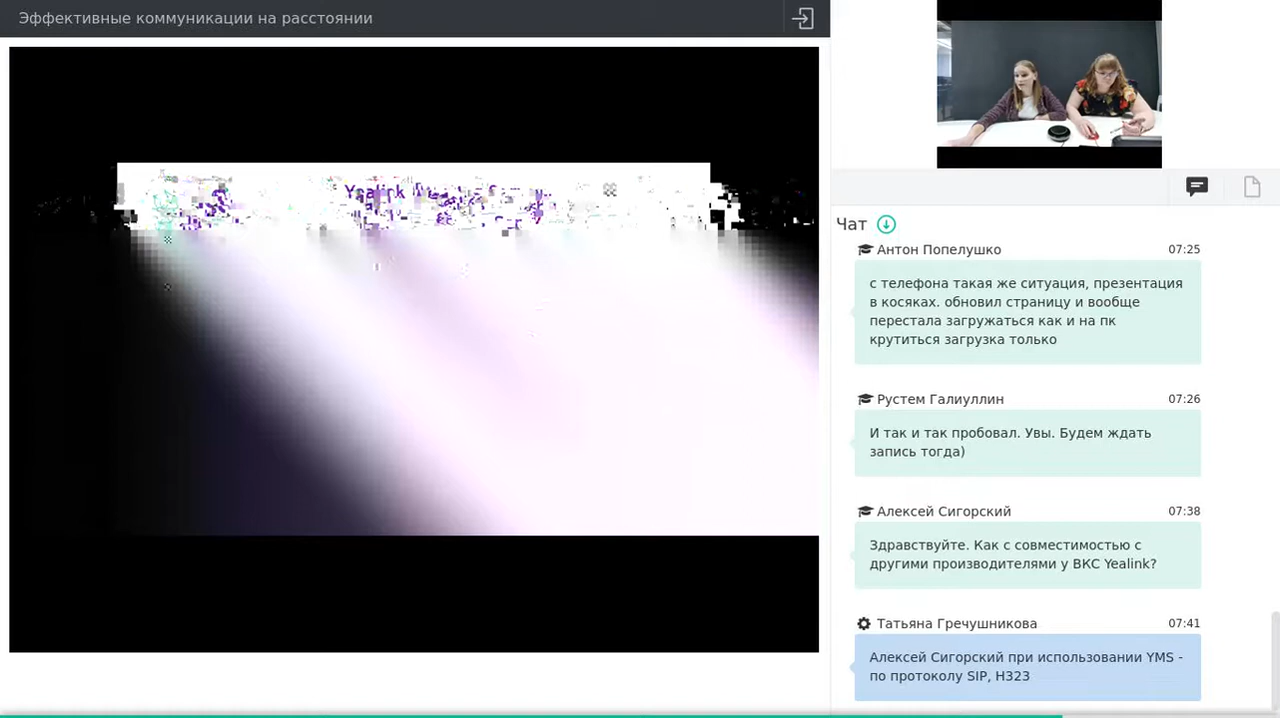 Эффективные коммуникации на расстоянии
Yealink
Чат
Антон Попелушко 07:25
с телефона такая же ситуация, презентация
в косяках. обновил страницу и вообще
перестала загружаться как и на пк
крутиться загрузка только
Рустем Галиуллин 07:26
И так и так пробовал. Увы. Будем ждать
запись тогда)
Алексей Сигорский 07:38
Здравствуйте. Как с совместимостью с
другими производителями у ВКС Yealink?
Татьяна Гречушникова 07:41
Алексей Сигорский при использовании YMS -
по протоколу SIP, H323